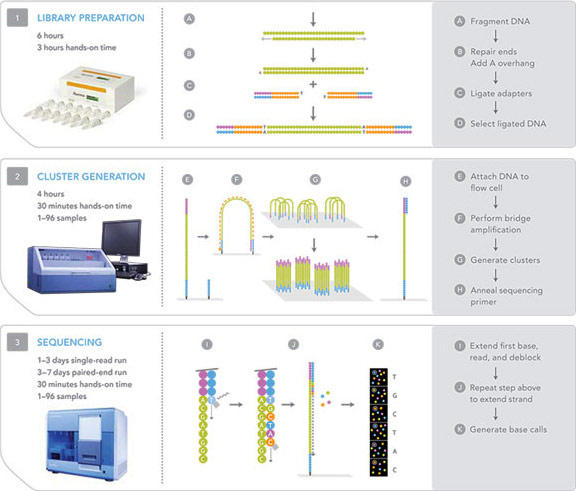 1
LIBRARY PREPARATION
6 hours
3 hours hands-on time
A
B
C
D
A
A
T
T
T
A
A
T
A Fragment DNA
B Repair ends
Add A overhang
C Ligate adapters
D Select ligated DNA
2
CLUSTER GENERATION
4 hours
30 minutes hands-on time
1–96 samples
E
F
G
H
E Attach DNA to
flow cell
F Perform bridge
amplification
G Generate clusters
H Anneal sequencing
primer
3
SEQUENCING
1–3 days single-read run
3–7 days paired-end run
30 minutes hands-on time
1–96 samples
I
J
K
A T
C
G
A
T
G
G
C
A T
C G
G C
A T
T A
G C
G
C
T
G
C
T
A
C
I Extend first base,
read, and deblock
J Repeat step above
to extend strand
K Generate base calls